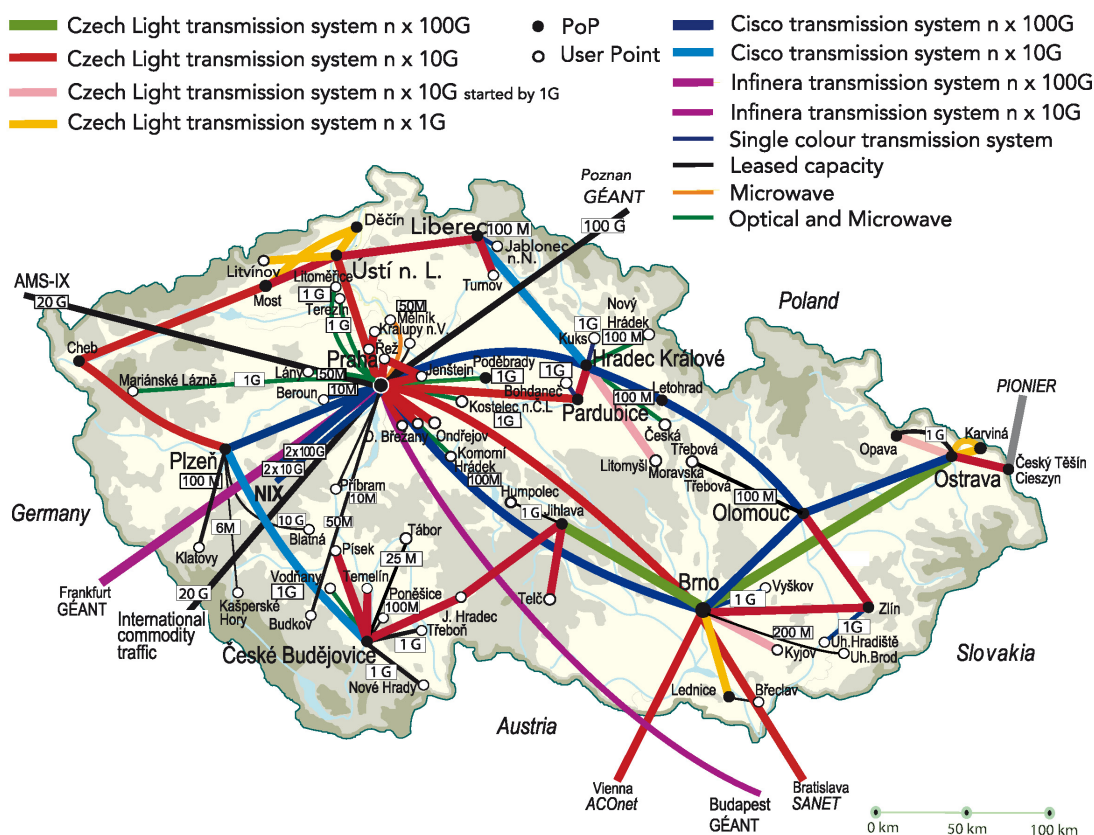 Czech Light transmission system n x 100G
Czech Light transmission system n x 10G
Czech Light transmission system n x 10G started by 1G
Czech Light transmission system n x 1G
PoP
User Point
Cisco transmission system n x 100G
Cisco transmission system n x 10G
Infinera transmission system n x 100G
Infinera transmission system n x 10G
Single colour transmission system
Leased capacity
Microwave
Optical and Microwave
Poznan
GÉANT
100 G
Děčín
Liberec
100 M
Jablonec
n.N.
Turnov
Litvínov
Ústí n. L.
Most
Litoměřice
1 G
Terezín
1 G
AMS-IX
20 G
Poland
50M
Mělník
Kralupy n.V.
Řež
Praha
Nový
Hrádek
1G
Kuks
100 M
Hradec Králové
Cheb
Mariánské Lázně
1G
Lány
50M
Beroun
10M
Jenštejn
Poděbrady
1G
1G
Bohdaneč
Pardubice
100 M
Letohrad
Kostelec n.C.L
1G
Česká
Třebová
PIONIER
Karviná
1 G
Opava
Český Těšín
Cieszyn
Ostrava
D. Břežany
Ondřejov
Komorní
Hrádek
100M
Litomyšl
Moravská
Třebová
100 M
Olomouc
Plzeň
100 M
2x100G
2x10G
NIX
Příbram
10M
Humpolec
1 G
Jihlava
Germany
6M
10 G
Blatná
50M
Písek
Tábor
25 M
Klatovy
Vodňany
1G
Temelín
Poněšice
100M
Telč
Brno
1 G
Vyškov
Frankfurt
GÉANT
20 G
International
commodity
traffic
Kašperské
Hory
Budkov
J. Hradec
Třeboň
1 G
České Budějovice
1 G
Nové Hrady
Zlín
1G
200 M
Uh.Hradiště
Uh.Brod
Kyjov
Slovakia
Lednice
Břeclav
Austria
Vienna
ACOnet
Budapest
GÉANT
Bratislava
SANET
0 km
50 km
100 km